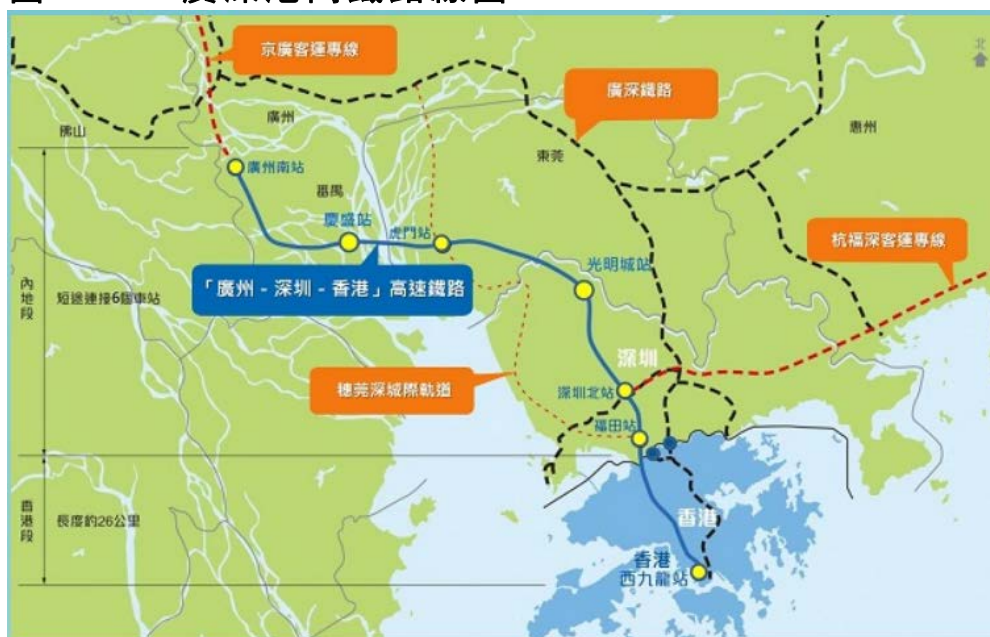 京廣客運專線
北
廣深鐵路
廣州
佛山
惠州
東莞
廣州南站
番禺
慶盛站
虎門站
杭福深客運專線
光明城站
「廣州 - 深圳 - 香港」高速鐵路
內地段
短途連接6個車站
深圳
穗莞深城際軌道
深圳北站
福田站
香港段
長度約26公里
香港
香港
西九龍站